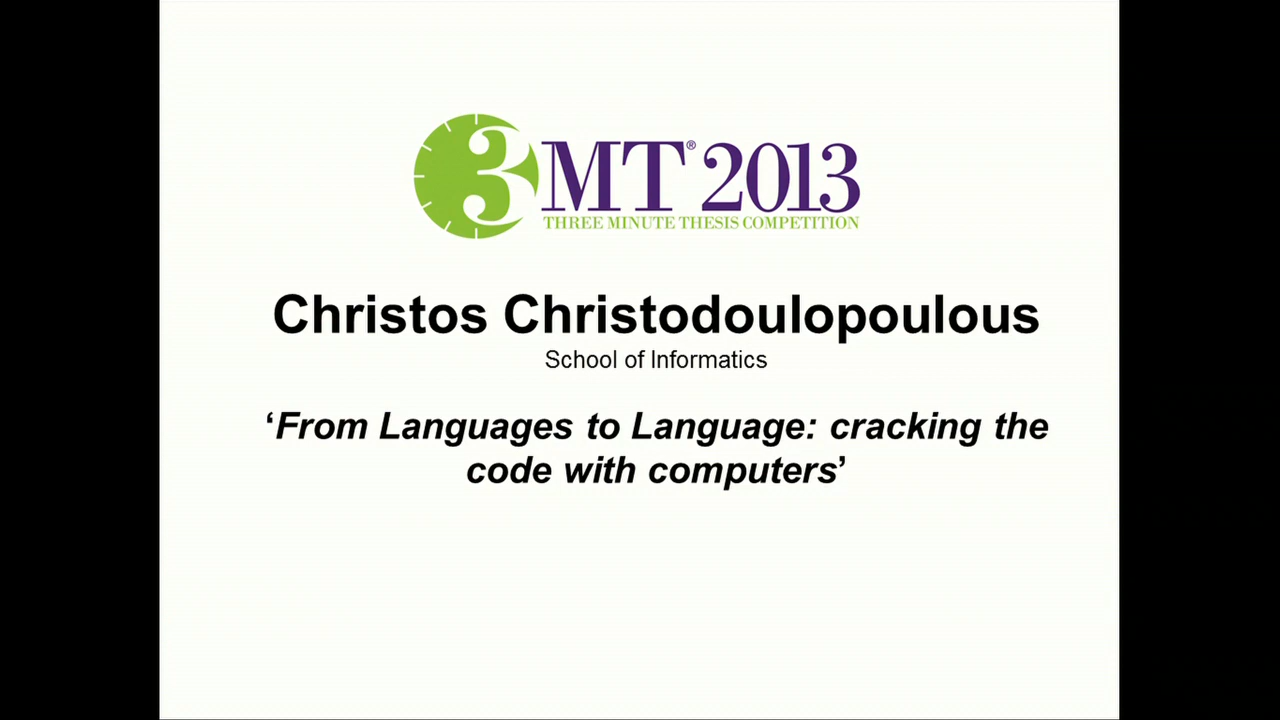 3MT® 2013
THREE MINUTE THESIS COMPETITION
Christos Christodoulopoulous
School of Informatics
‘From Languages to Language: cracking the
code with computers’